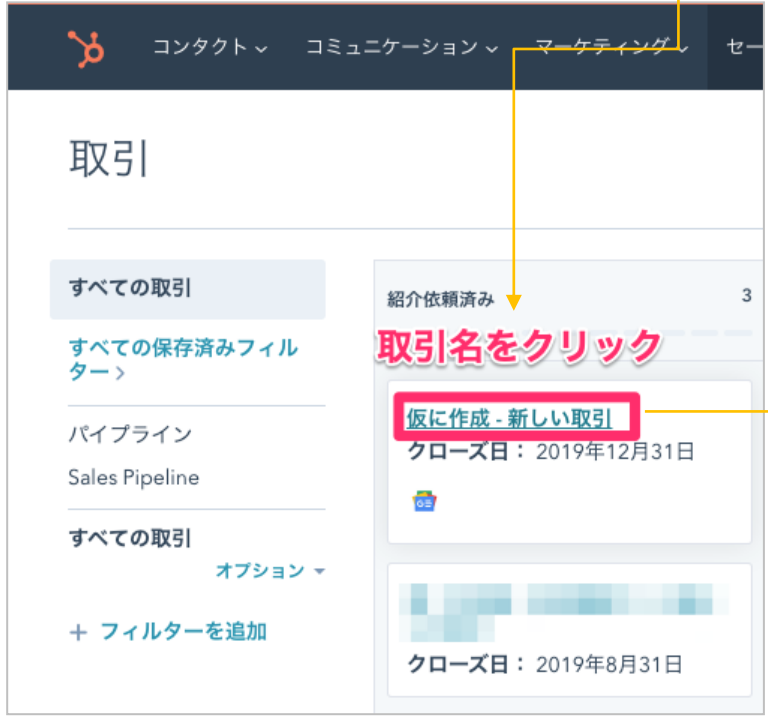 コンタクト コミュニケーション マーケティング セー
取引
すべての取引
すべての保存済みフィル
ター >
パイプライン
Sales Pipeline
すべての取引
オプション
+ フィルターを追加
紹介依頼済み 3
取引名をクリック
仮に作成 - 新しい取引
クローズ日： 2019年12月31日
GE
クローズ日： 2019年8月31日